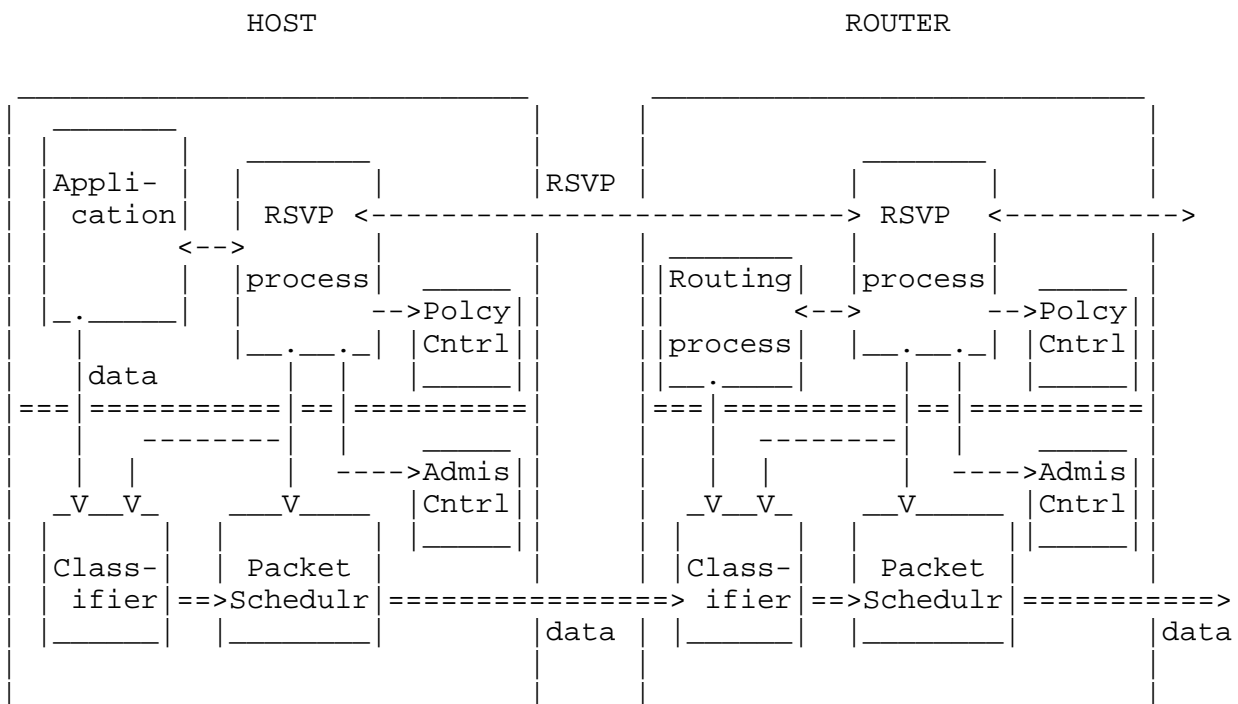 HOST ROUTER
Appli- RSVP
cation RSVP RSVP
process Routing process
Polcy Polcy
Cntrl process Cntrl
data
Admis Admis
Cntrl Cntrl
Class- Packet Class- Packet
ifier Schedulr ifier Schedulr
data data